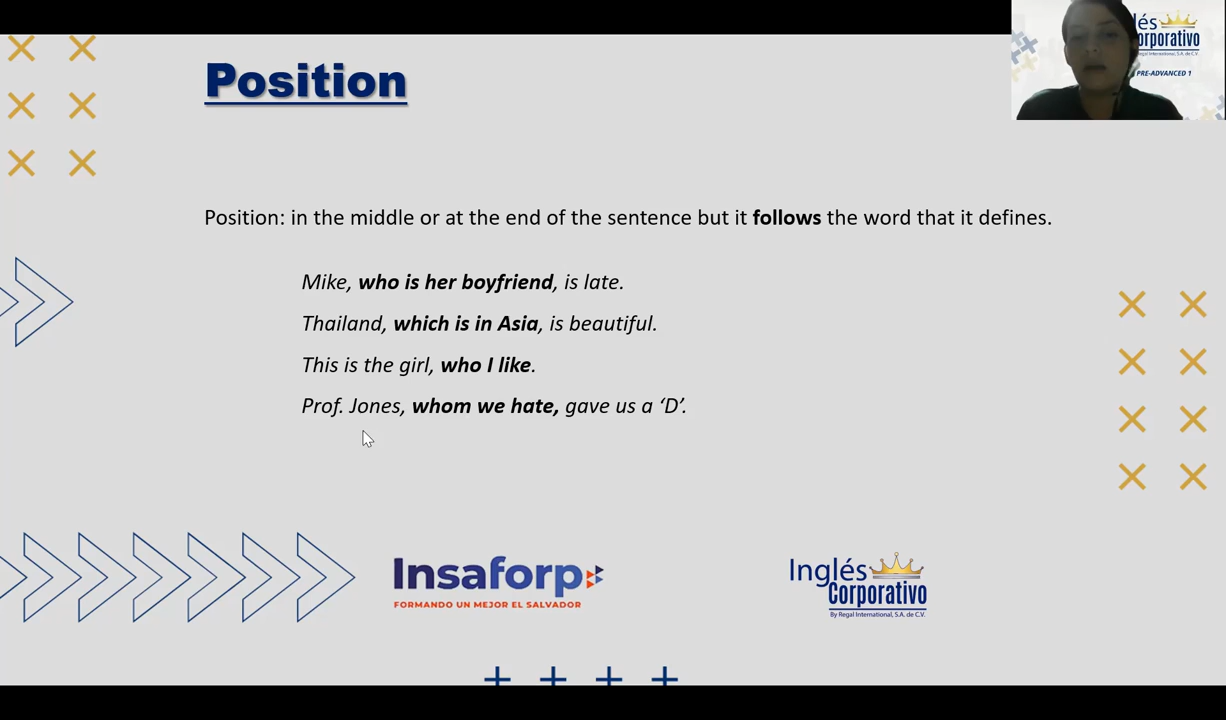 Position
Position: in the middle or at the end of the sentence but it follows the word that it defines.
Mike, who is her boyfriend, is late.
Thailand, which is in Asia, is beautiful.
This is the girl, who I like.
Prof. Jones, whom we hate, gave us a ‘D’.
Insaforp
FORMANDO UN MEJOR EL SALVADOR
Inglés
Corporativo
By Regal International, S.A. de C.V.
lés
orporativo
Regal International, S.A. de C.V.
PRE-ADVANCED 1